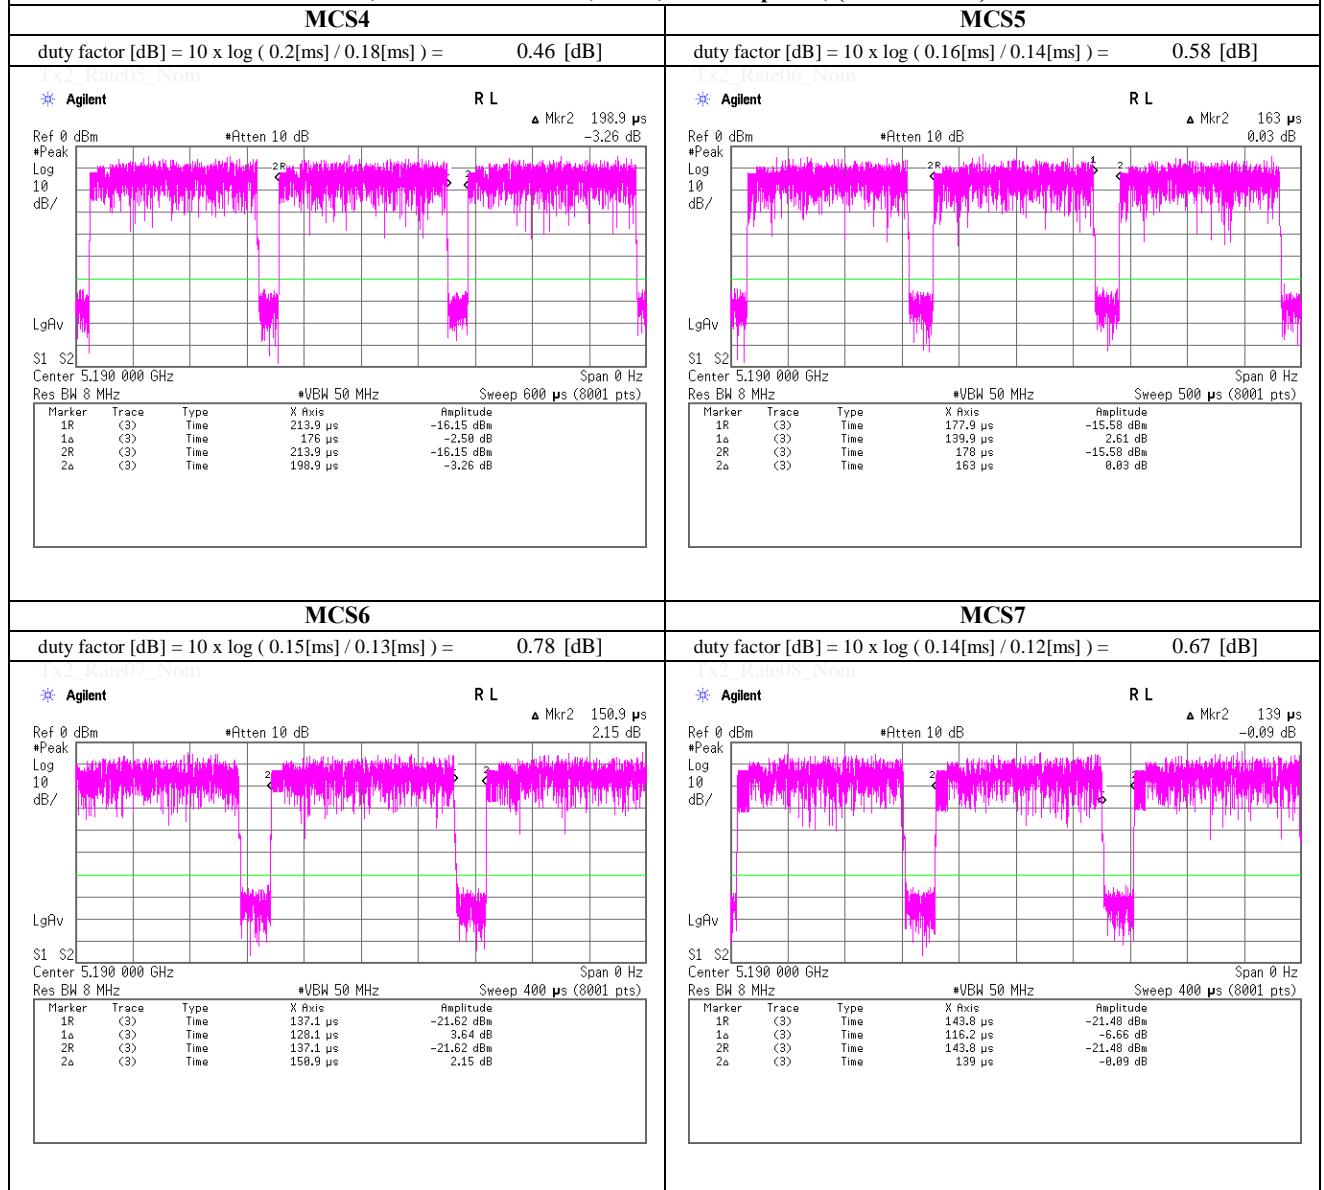 MCS4
MCS5
duty factor [dB] = 10 x log ( 0.2[ms] / 0.18[ms] ) = 0.46 [dB]
duty factor [dB] = 10 x log ( 0.16[ms] / 0.14[ms] ) = 0.58 [dB]
Tx2_Rate05_Nom
Agilent
R L
Δ Mkr2 198.9 µs
Ref 0 dBm #Atten 10 dB -3.26 dB
#Peak
Log
10
dB/
2R
2
LgAv
S1 S2
Center 5.190 000 GHz Span 0 Hz
Res BW 8 MHz #VBW 50 MHz Sweep 600 µs (8001 pts)
Marker Trace Type X Axis Amplitude
1R (3) Time 213.9 µs -16.15 dBm
1Δ (3) Time 176 µs -2.50 dB
2R (3) Time 213.9 µs -16.15 dBm
2Δ (3) Time 198.9 µs -3.26 dB
Tx2_Rate06_Nom
Agilent
R L
Δ Mkr2 163 µs
Ref 0 dBm #Atten 10 dB 0.03 dB
#Peak
Log
10
dB/
2R
1
2
LgAv
S1 S2
Center 5.190 000 GHz Span 0 Hz
Res BW 8 MHz #VBW 50 MHz Sweep 500 µs (8001 pts)
Marker Trace Type X Axis Amplitude
1R (3) Time 177.9 µs -15.58 dBm
1Δ (3) Time 139.9 µs 2.61 dB
2R (3) Time 178 µs -15.58 dBm
2Δ (3) Time 163 µs 0.03 dB
MCS6
MCS7
duty factor [dB] = 10 x log ( 0.15[ms] / 0.13[ms] ) = 0.78 [dB]
duty factor [dB] = 10 x log ( 0.14[ms] / 0.12[ms] ) = 0.67 [dB]
Tx2_Rate07_Nom
Agilent
R L
Δ Mkr2 150.9 µs
Ref 0 dBm #Atten 10 dB 2.15 dB
#Peak
Log
10
dB/
2
2
LgAv
S1 S2
Center 5.190 000 GHz Span 0 Hz
Res BW 8 MHz #VBW 50 MHz Sweep 400 µs (8001 pts)
Marker Trace Type X Axis Amplitude
1R (3) Time 137.1 µs -21.62 dBm
1Δ (3) Time 128.1 µs 3.64 dB
2R (3) Time 137.1 µs -21.62 dBm
2Δ (3) Time 150.9 µs 2.15 dB
Tx2_Rate08_Nom
Agilent
R L
Δ Mkr2 139 µs
Ref 0 dBm #Atten 10 dB -0.09 dB
#Peak
Log
10
dB/
2
2
LgAv
S1 S2
Center 5.190 000 GHz Span 0 Hz
Res BW 8 MHz #VBW 50 MHz Sweep 400 µs (8001 pts)
Marker Trace Type X Axis Amplitude
1R (3) Time 143.8 µs -21.48 dBm
1Δ (3) Time 116.2 µs -6.66 dB
2R (3) Time 143.8 µs -21.48 dBm
2Δ (3) Time 139 µs -0.09 dB